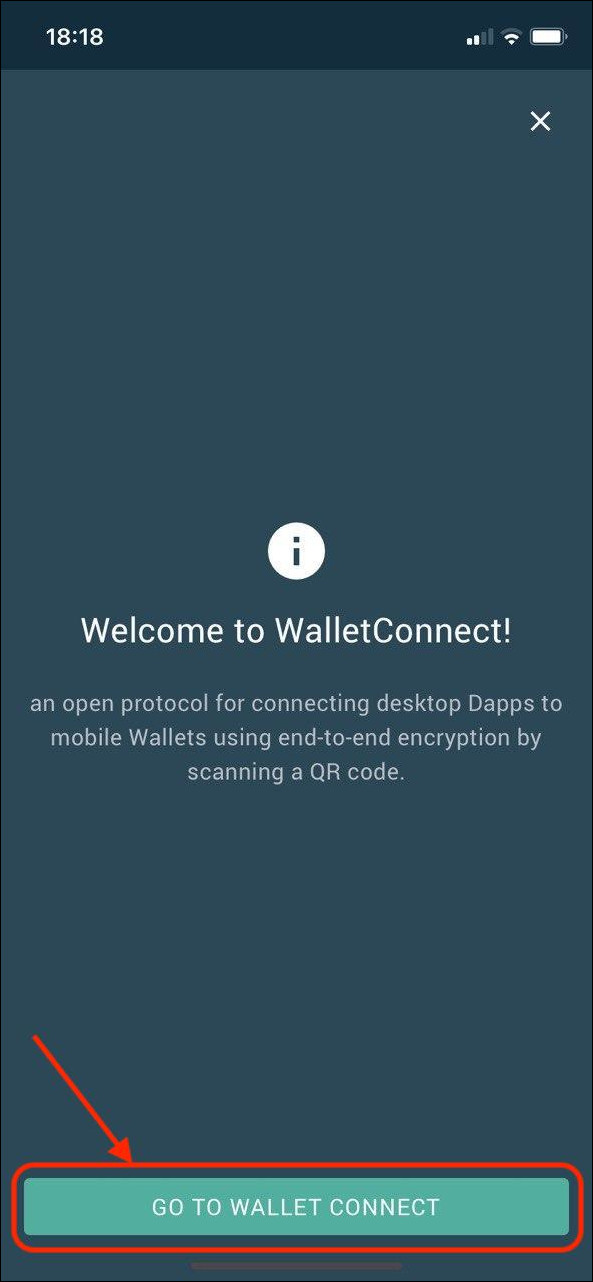 18:18
Welcome to WalletConnect!
an open protocol for connecting desktop Dapps to
mobile Wallets using end-to-end encryption by
scanning a QR code.
GO TO WALLET CONNECT